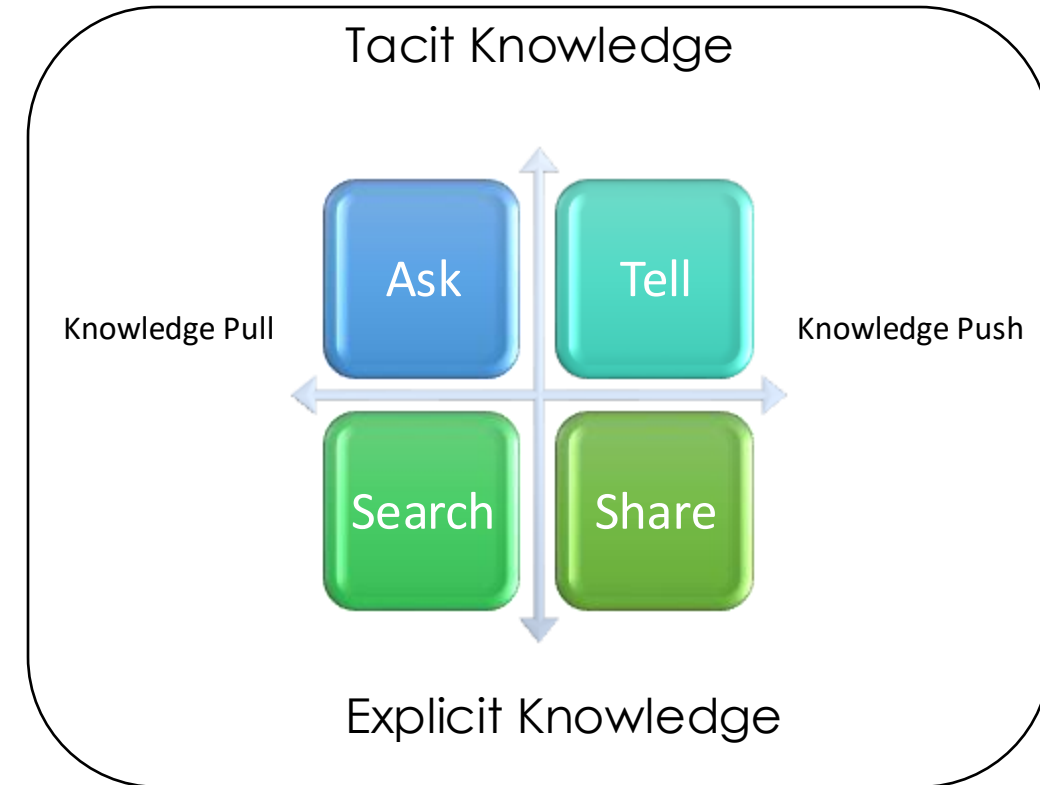 Tacit Knowledge
Ask
Tell
Knowledge Pull
Knowledge Push
Search
Share
Explicit Knowledge